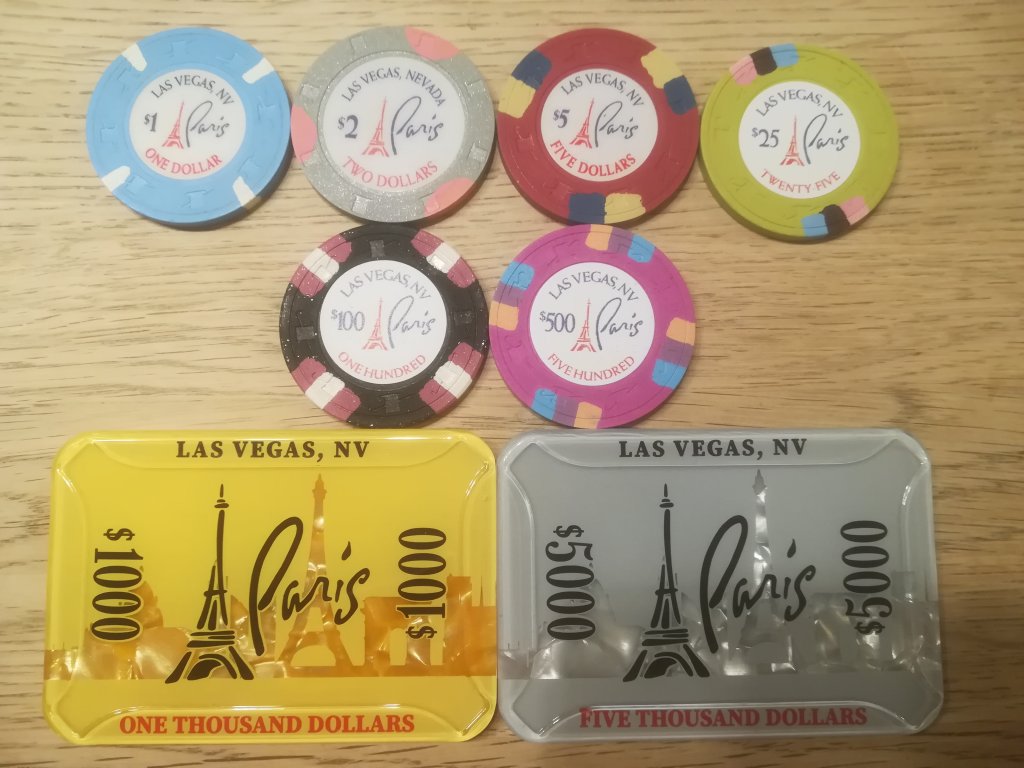 LAS VEGAS, NV
$1 Paris
ONE DOLLAR
LAS VEGAS, NEVADA
$2 Paris
TWO DOLLARS
LAS VEGAS, NV
$5 Paris
FIVE DOLLARS
LAS VEGAS, NV
$25 Paris
TWENTY-FIVE
LAS VEGAS, NV
$100 Paris
ONE HUNDRED
LAS VEGAS, NV
$500 Paris
FIVE HUNDRED
LAS VEGAS, NV
$1000 Paris $1000
ONE THOUSAND DOLLARS
LAS VEGAS, NV
$5000 Paris $5000
FIVE THOUSAND DOLLARS